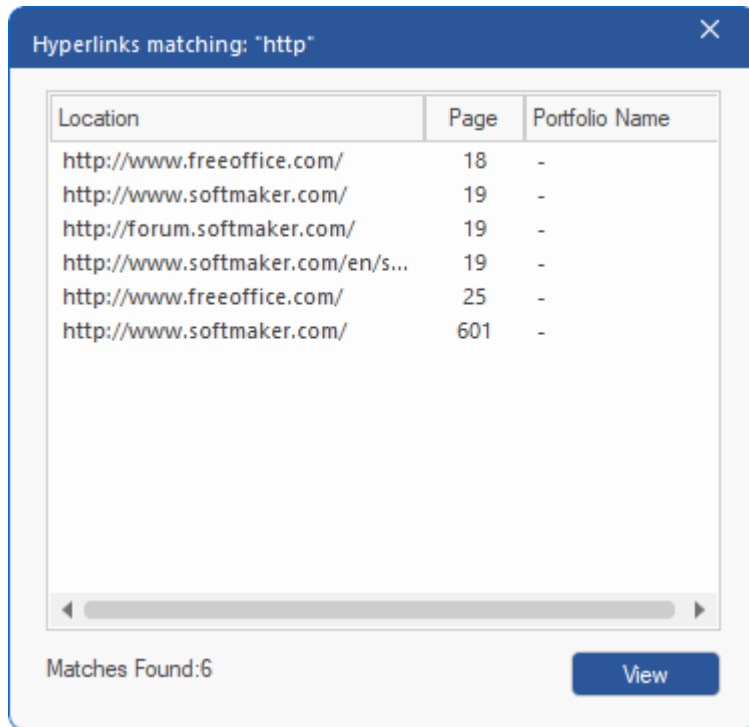 Hyperlinks matching: "http"
Location Page Portfolio Name
http://www.freeoffice.com/ 18 -
http://www.softmaker.com/ 19 -
http://forum.softmaker.com/ 19 -
http://www.softmaker.com/en/s... 19 -
http://www.freeoffice.com/ 25 -
http://www.softmaker.com/ 601 -
Matches Found:6 View